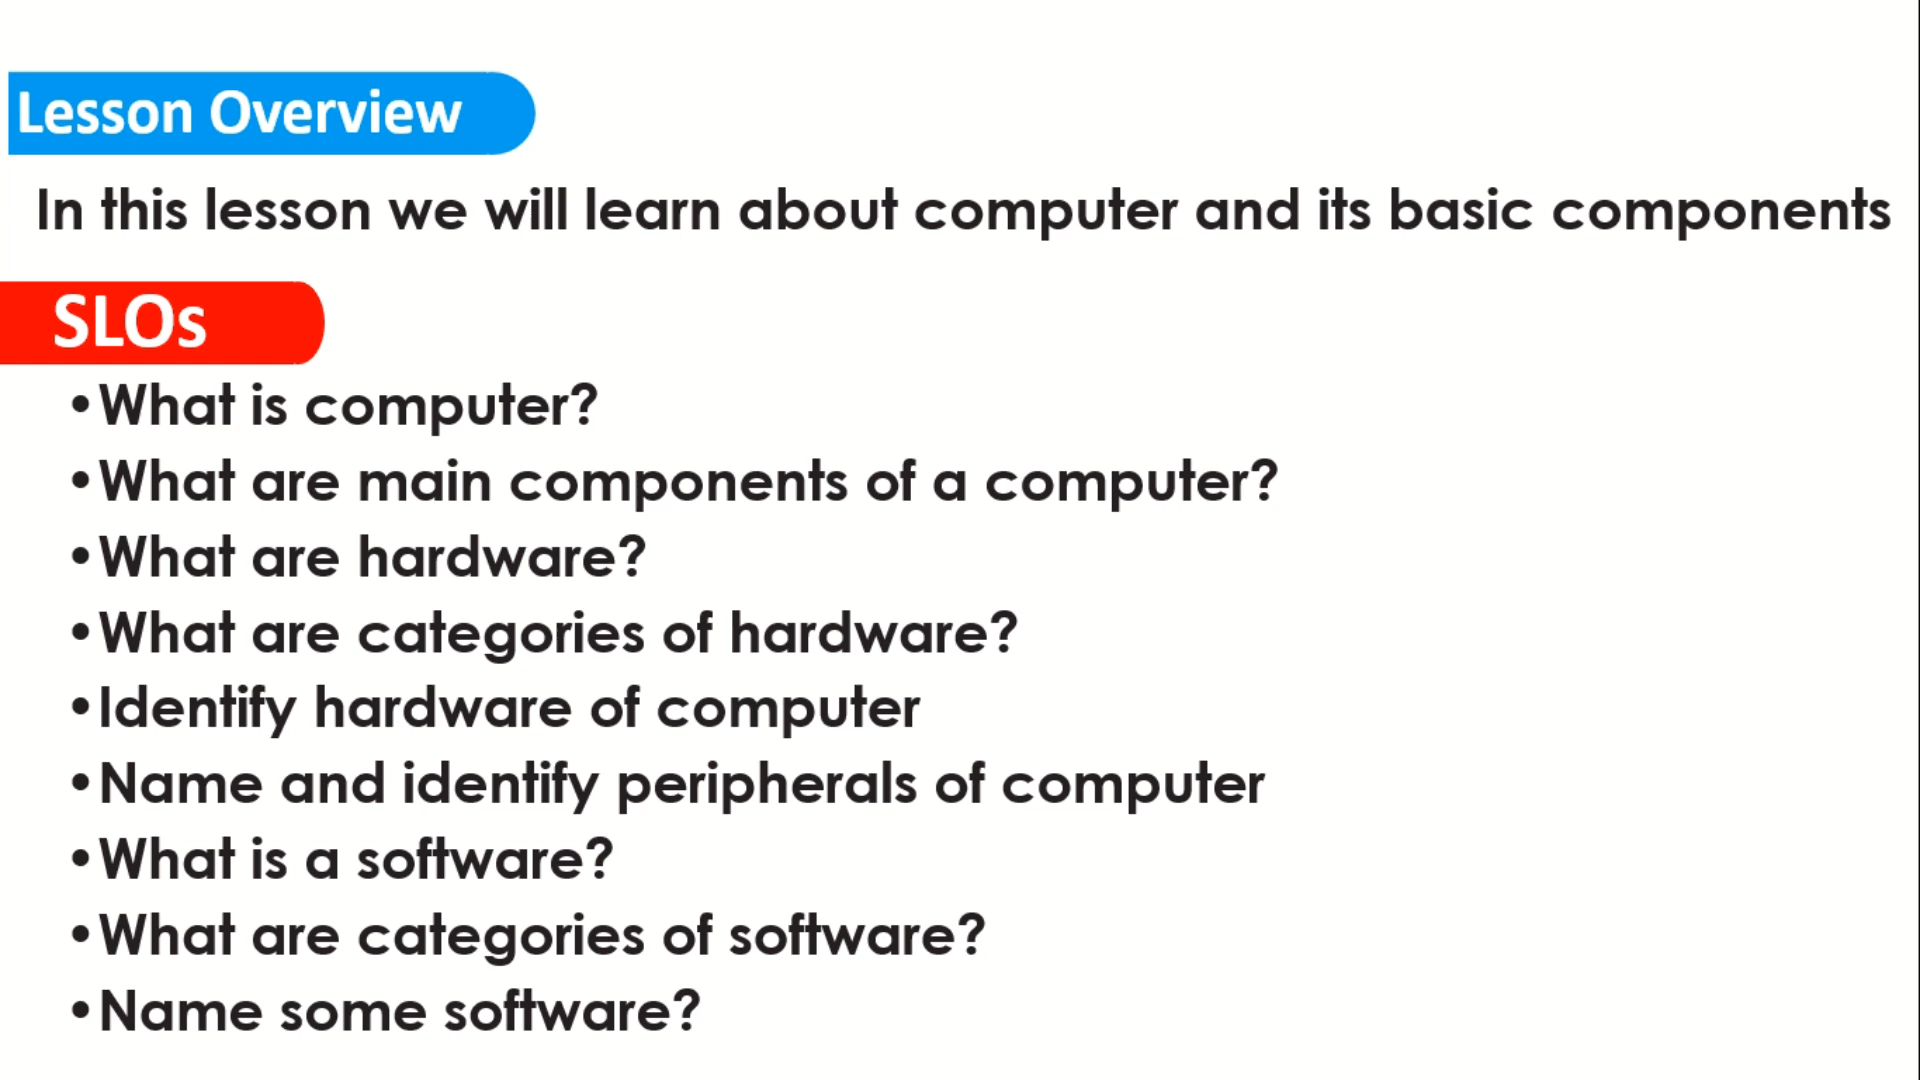 Lesson Overview
In this lesson we will learn about computer and its basic components
SLOs
•What is computer?
•What are main components of a computer?
•What are hardware?
•What are categories of hardware?
•Identify hardware of computer
•Name and identify peripherals of computer
•What is a software?
•What are categories of software?
•Name some software?